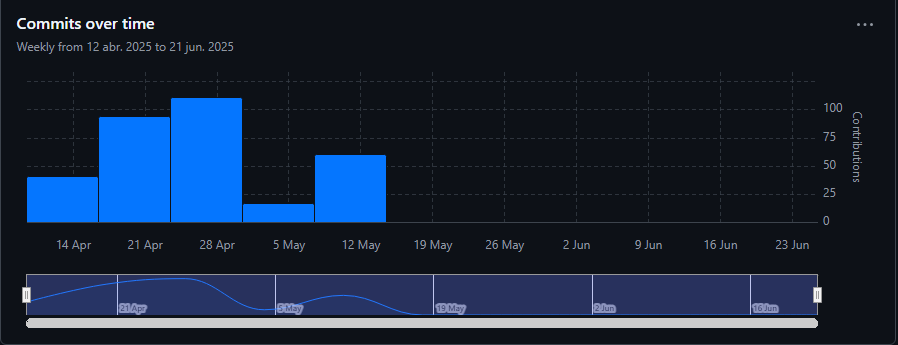 Commits over time
Weekly from 12 abr. 2025 to 21 jun. 2025
100
75
50
25
0
Contributions
14 Apr 21 Apr 28 Apr 5 May 12 May 19 May 26 May 2 Jun 9 Jun 16 Jun 23 Jun
21 Apr 5 May 19 May 2 Jun 16 Jun